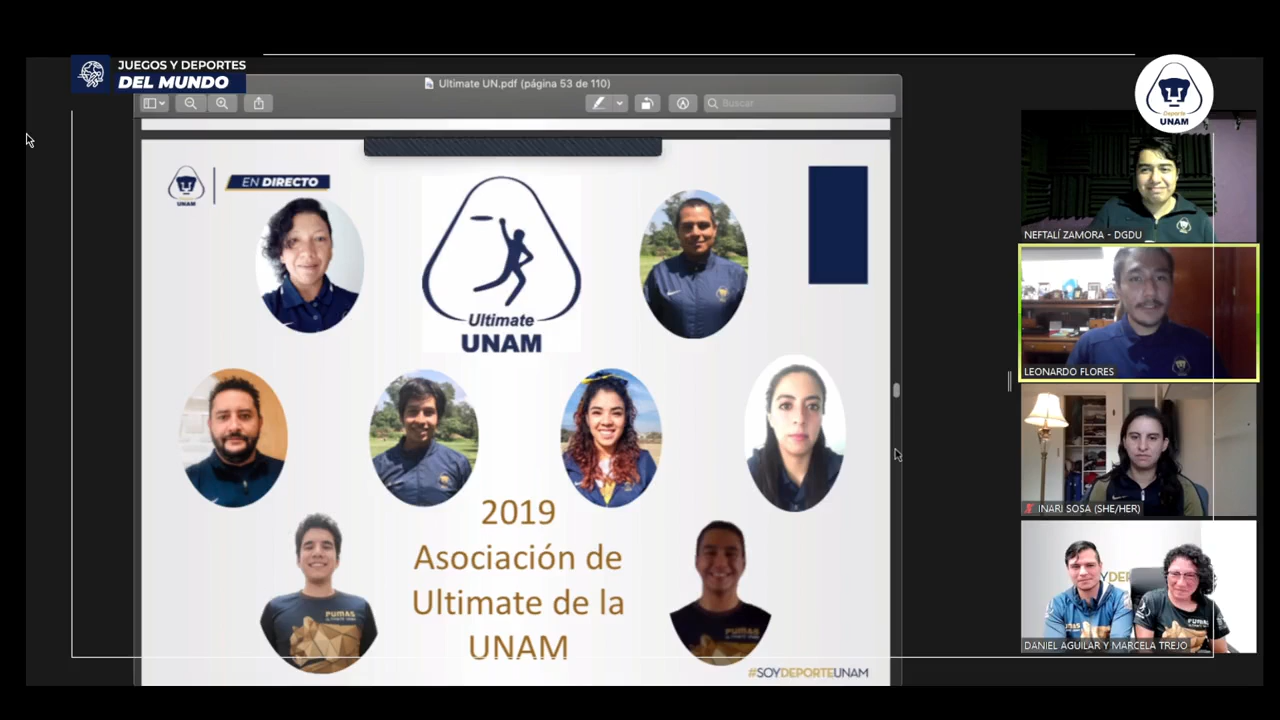 JUEGOS Y DEPORTES
DEL MUNDO
Ultimate UN.pdf (página 53 de 110)
Buscar
Deporte
UNAM
UNAM
EN DIRECTO
Ultimate
UNAM
2019
Asociación de
Ultimate de la
UNAM
PUMAS
PUMAS
#SOYDEPORTEUNAM
NEFTALÍ ZAMORA - DGDU
LEONARDO FLORES
INARI SOSA (SHE/HER)
DANIEL AGUILAR Y MARCELA TREJO